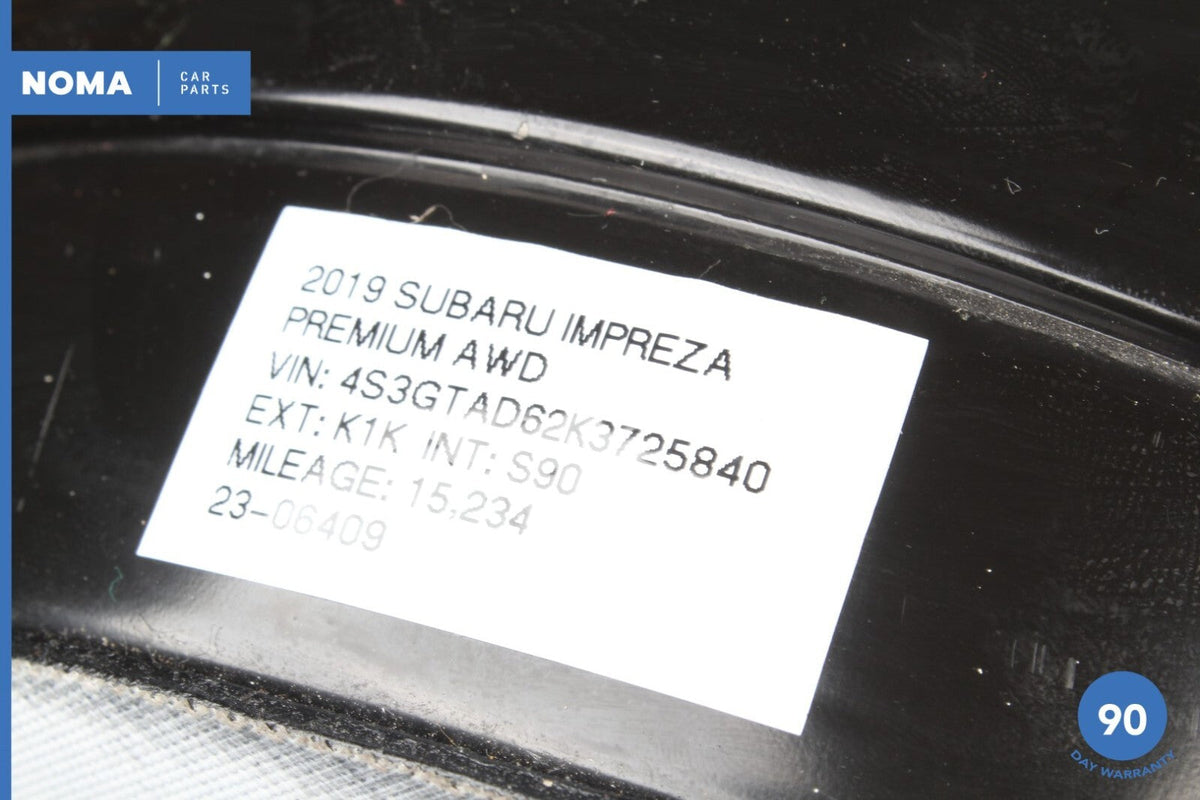 NOMA
CAR
PARTS
2019 SUBARU IMPREZA
PREMIUM AWD
VIN: 4S3GTAD62K3725840
EXT: K1K INT: S90
MILEAGE: 15,234
23-06409
90
DAY WARRANTY